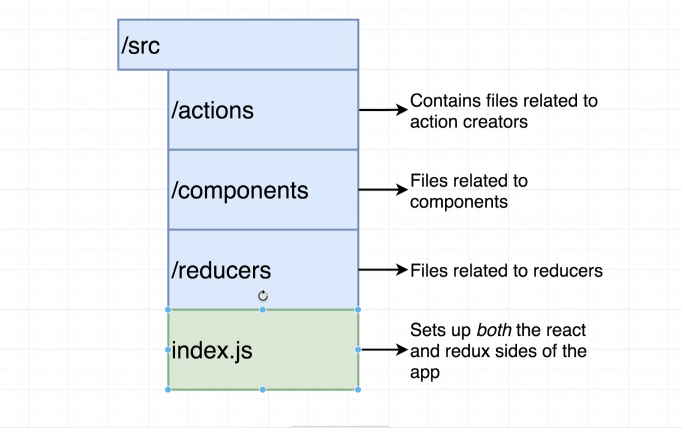 /src
/actions
Contains files related to
action creators
/components
Files related to
components
/reducers
Files related to reducers
index.js
Sets up both the react
and redux sides of the
app